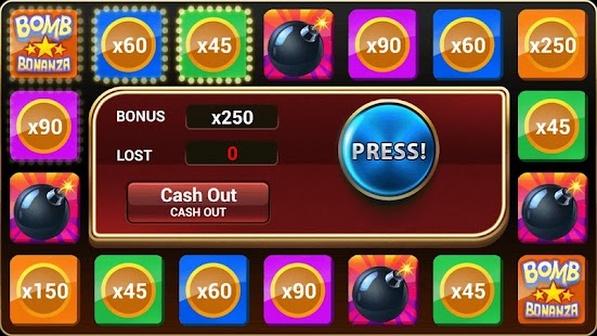 BOMB BONANZA
x60
x45
x90
x60
x250
x90
BONUS x250
LOST 0
PRESS!
Cash Out
CASH OUT
x45
x150
x45
x60
x90
x45
BOMB BONANZA